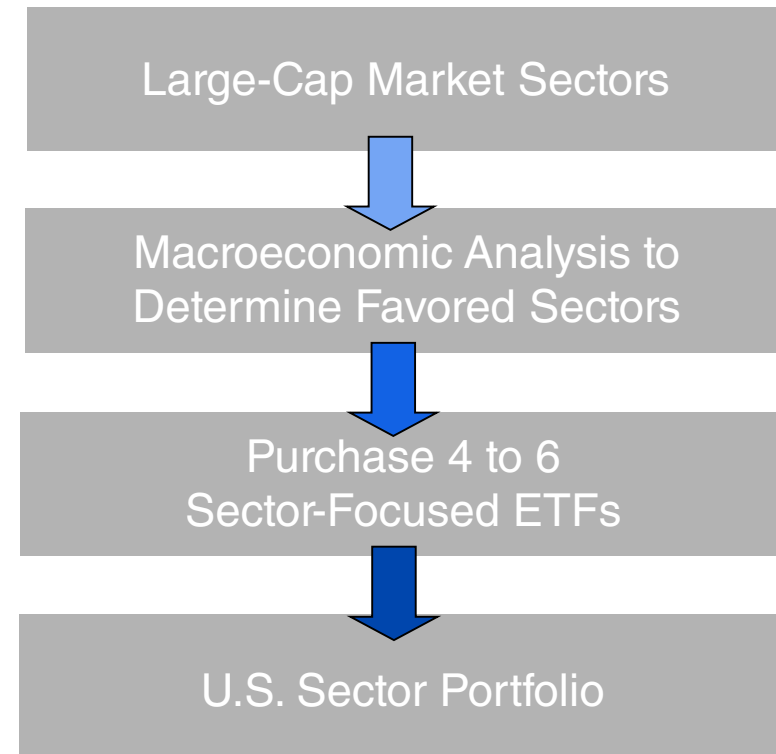 Large-Cap Market Sectors
Macroeconomic Analysis to
Determine Favored Sectors
Purchase 4 to 6
Sector-Focused ETFs
U.S. Sector Portfolio